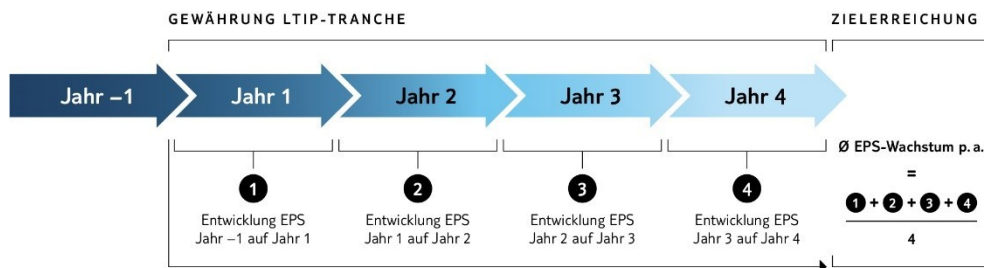 GEWÄHRUNG LTIP-TRANCHE
ZIELERREICHUNG
Jahr –1
Jahr 1
Jahr 2
Jahr 3
Jahr 4
1
Entwicklung EPS
Jahr –1 auf Jahr 1
2
Entwicklung EPS
Jahr 1 auf Jahr 2
3
Entwicklung EPS
Jahr 2 auf Jahr 3
4
Entwicklung EPS
Jahr 3 auf Jahr 4
Ø EPS-Wachstum p. a.
=
1 + 2 + 3 + 4
4